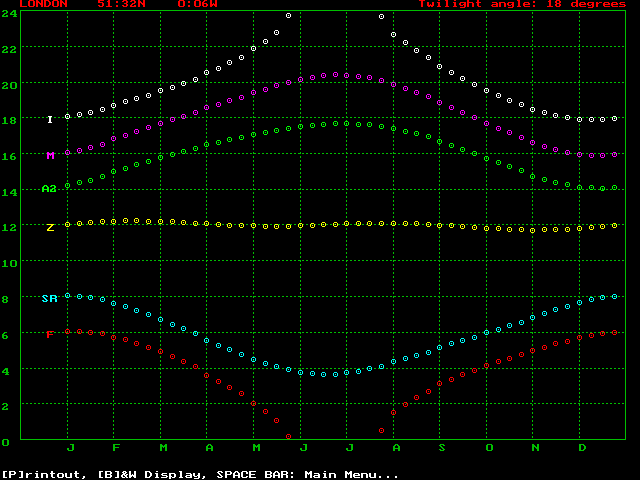 LONDON 51:32N 0:06W Twilight angle: 18 degrees
24
22
20
18
I
16
M
14
A2
12
Z
10
8
SR
6
F
4
2
0
J F M A M J J A S O N D
[P]rintout, [B]&W Display, SPACE BAR: Main Menu...